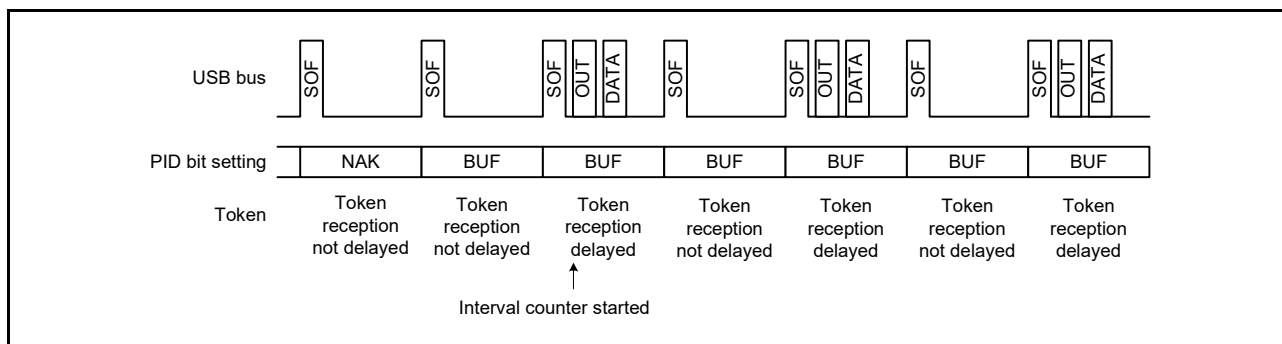 USB bus SOF SOF SOF OUT DATA SOF SOF OUT DATA SOF SOF OUT DATA
PID bit setting NAK BUF BUF BUF BUF BUF BUF
Token
Token reception not delayed
Token reception not delayed
Token reception delayed
Token reception not delayed
Token reception delayed
Token reception not delayed
Token reception delayed
Interval counter started